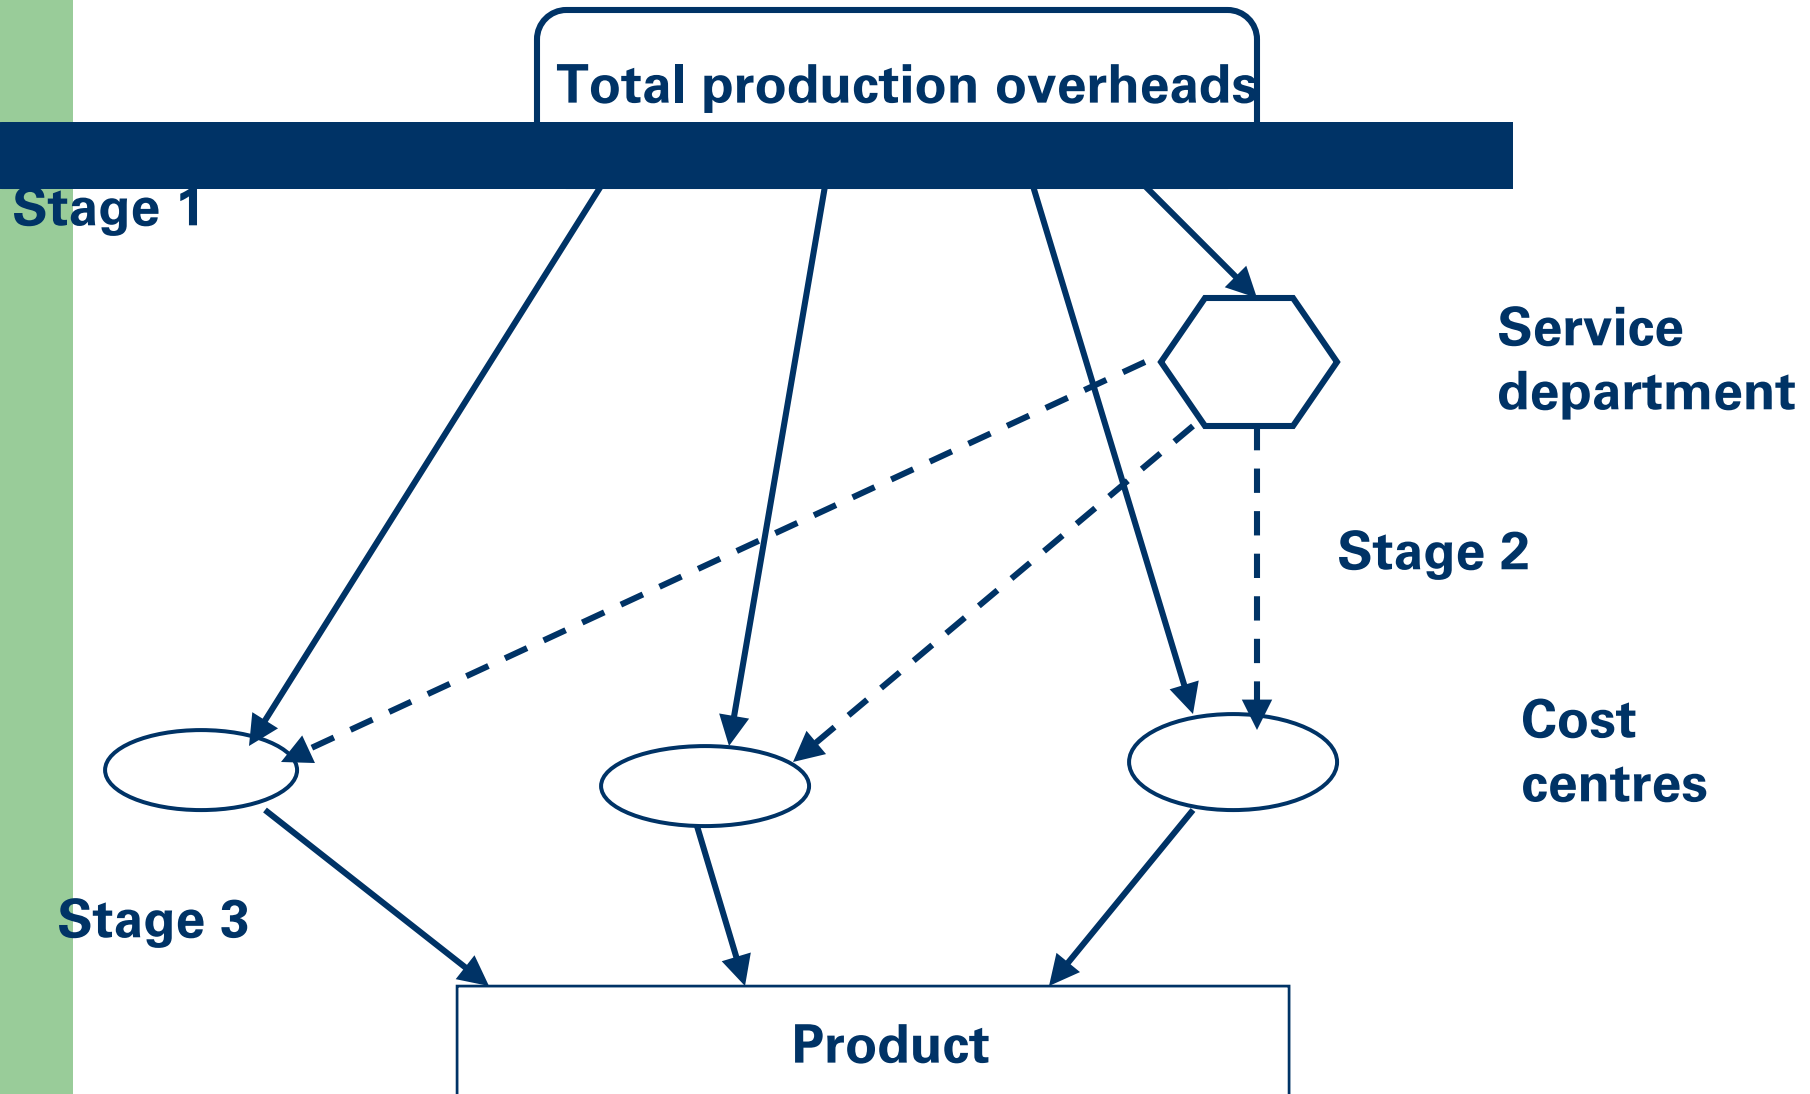 Total production overheads
Stage 1
Service
department
Stage 2
Cost
centres
Stage 3
Product